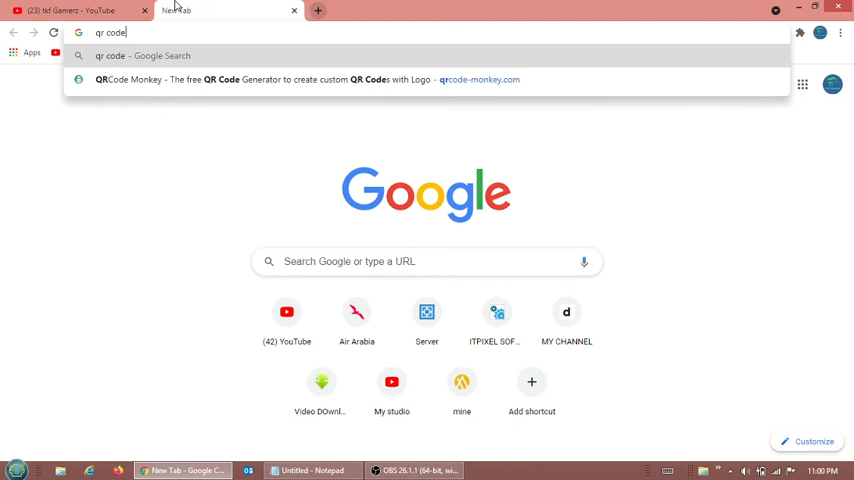 (23) tkf Gamerz - YouTube
New Tab
qr code
Apps
qr code - Google Search
QRCode Monkey - The free QR Code Generator to create custom QR Codes with Logo - qrcode-monkey.com
Google
Search Google or type a URL
(42) YouTube
Air Arabia
Server
ITPIXEL SOF...
d
MY CHANNEL
Video DOwnl...
My studio
mine
Add shortcut
Customize
New Tab - Google C...
Untitled - Notepad
OBS 26.1.1 (64-bit, wi...
11:00 PM